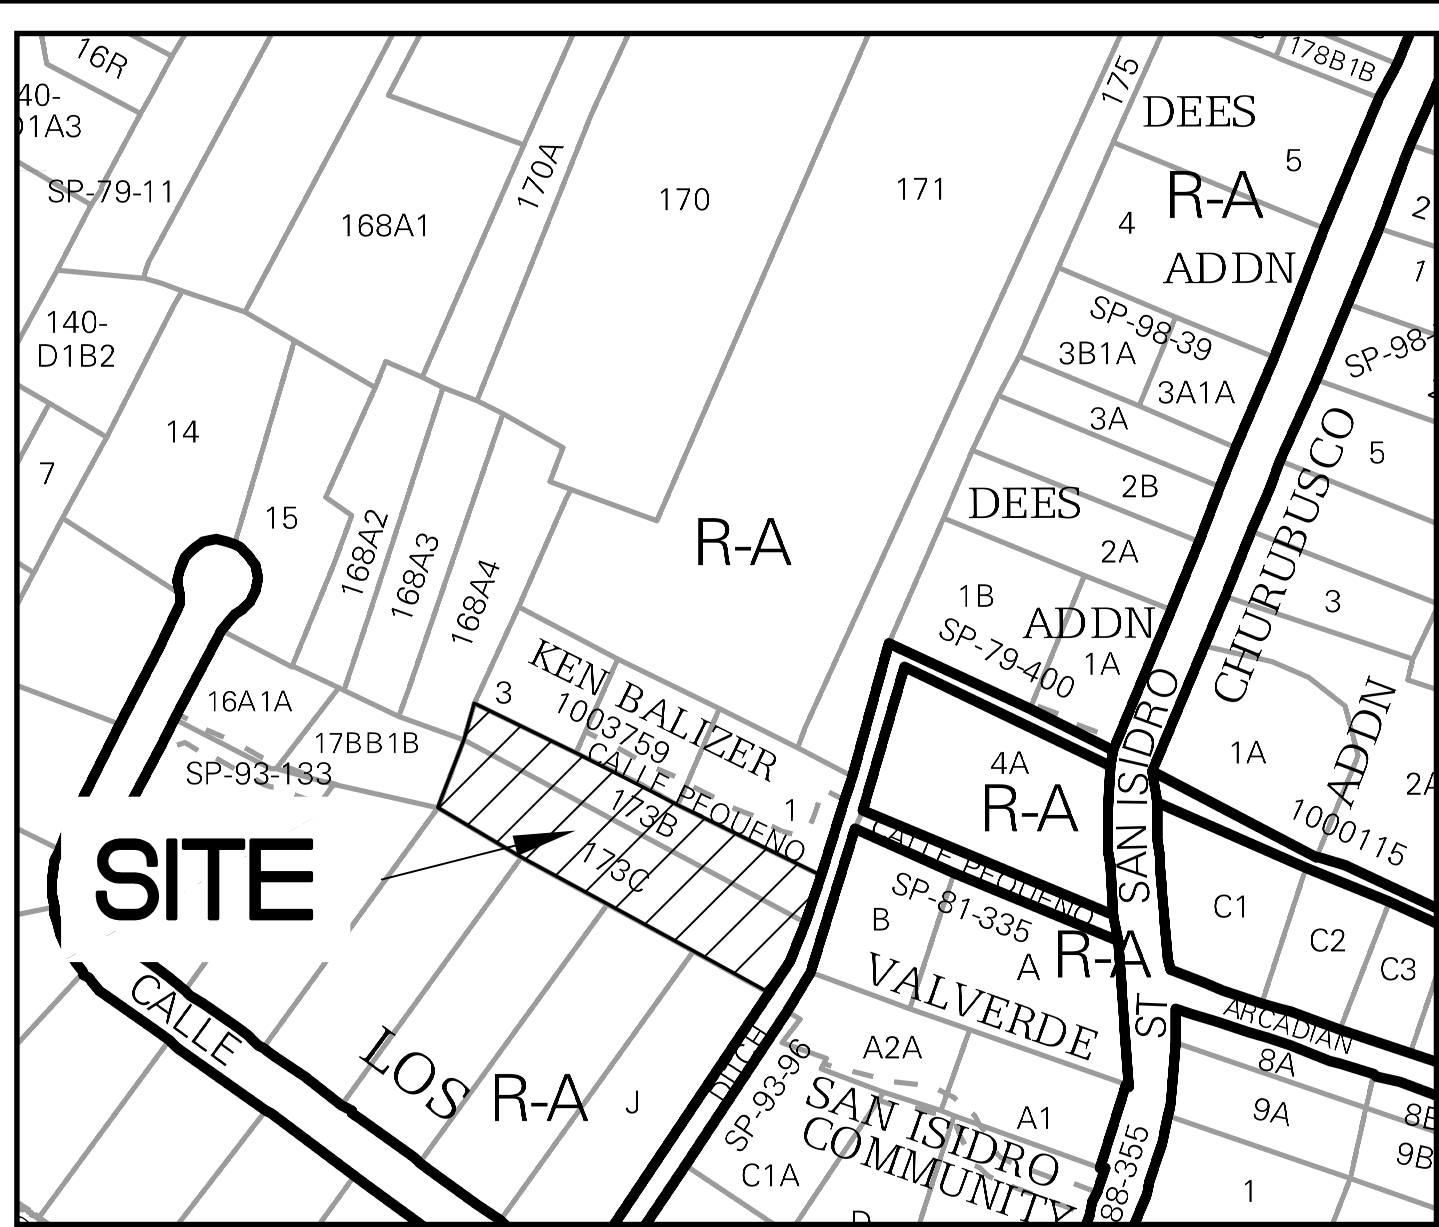 16R
178B1B
175
40-
D1A3
DEES
5
SP-79-11
170A
170
171
R-A
2
168A1
4
ADDN
1
140-
D1B2
SP-98-39
3B1A
SP-98-
3A1A
3A
14
5
7
2B
DEES
15
CHURUBUSCO
168A2
168A3
168A4
R-A
2A
1B
3
ADDN
SP-79-400
1A
KEN BALIZER
3
16A1A
1003759
ADDN
17BB1B
CALLE PEQUENO
SAN ISIDRO
1A
SP-93-133
4A
2A
1
R-A
173B
1000115
173C
CALLE PEQUENO
SITE
SP-81-335
B
C1
R-A
C2
A
C3
VALVERDE
CALLE
ST
ARCADIAN
LOS
DITCH
A2A
8A
SP-93-96
R-A
J
SAN ISIDRO
COMMUNITY
A1
9A
8B
88-355
9B
C1A
1